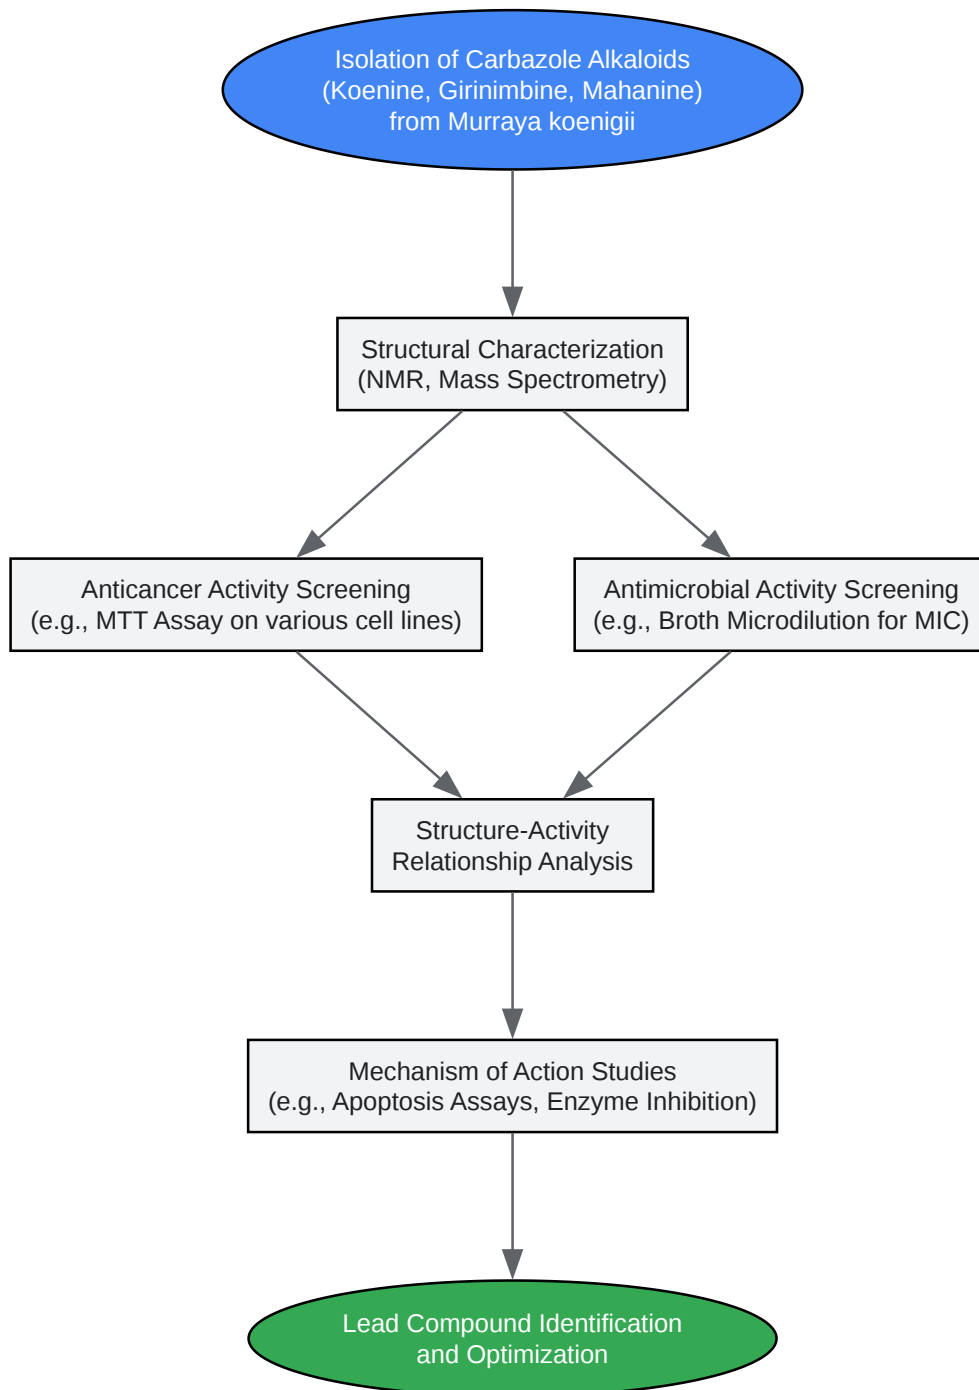 Isolation of Carbazole Alkaloids
(Koenine, Girinimbine, Mahanine)
from Murraya koenigii
Structural Characterization
(NMR, Mass Spectrometry)
Anticancer Activity Screening
(e.g., MTT Assay on various cell lines)
Antimicrobial Activity Screening
(e.g., Broth Microdilution for MIC)
Structure-Activity
Relationship Analysis
Mechanism of Action Studies
(e.g., Apoptosis Assays, Enzyme Inhibition)
Lead Compound Identification
and Optimization